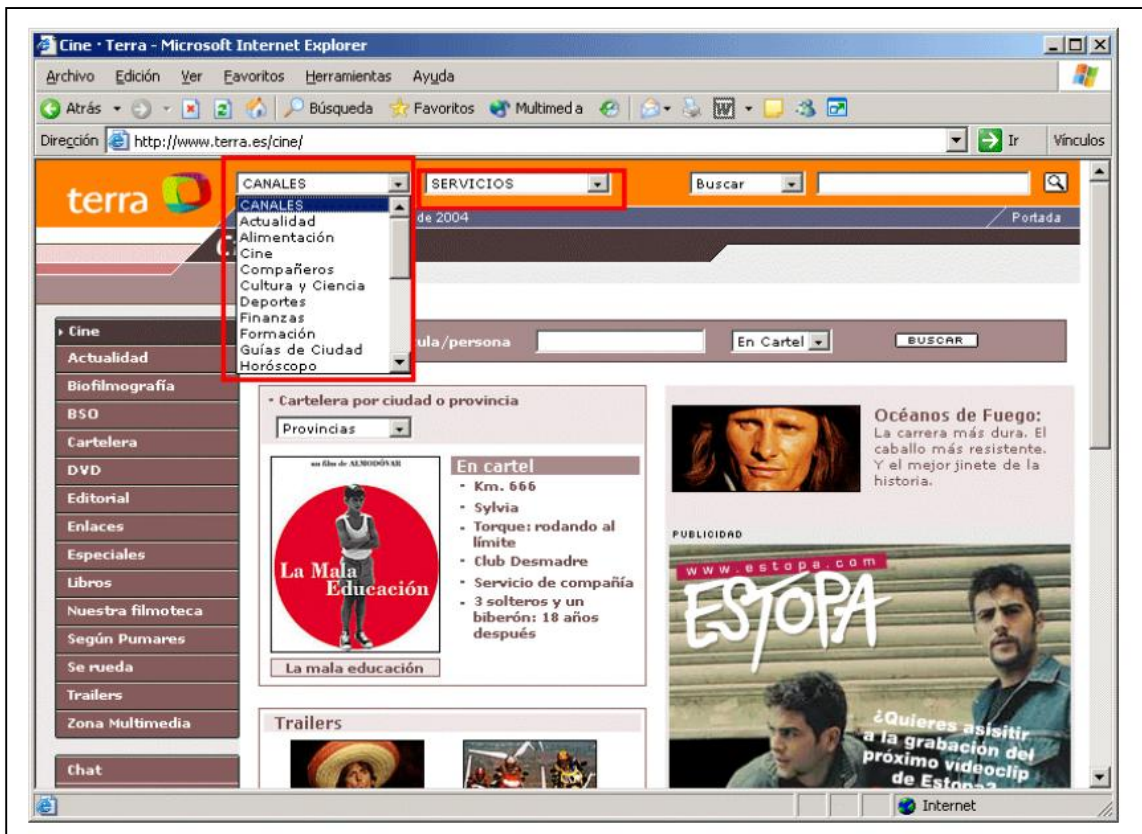 Cine · Terra - Microsoft Internet Explorer
Archivo Edición Ver Favoritos Herramientas Ayuda
Atrás Búsqueda Favoritos Multimed a
Dirección http://www.terra.es/cine/ Ir Vínculos
terra CANALES SERVICIOS Buscar
CANALES
Actualidad
Alimentación
Cine
Compañeros
Cultura y Ciencia
Deportes
Finanzas
Formación
Guías de Ciudad
Horóscopo
de 2004 Portada
ula/persona En Cartel BUSCAR
Cine
Actualidad
Biofilmografía
BSO
Cartelera
DVD
Editorial
Enlaces
Especiales
Libros
Nuestra filmoteca
Según Pumares
Se rueda
Trailers
Zona Multimedia
Chat
· Cartelera por ciudad o provincia
Provincias
un film de ALMODÓVAR
La Mala
Educación
La mala educación
En cartel
· Km. 666
· Sylvia
· Torque: rodando al
límite
· Club Desmadre
· Servicio de compañía
· 3 solteros y un
biberón: 18 años
después
Trailers
Océanos de Fuego:
La carrera más dura. El
caballo más resistente.
Y el mejor jinete de la
historia.
PUBLICIDAD
www.estopa.com
ESTOPA
¿Quieres asisitir
a la grabación del
próximo videoclip
de Estopa?
Internet